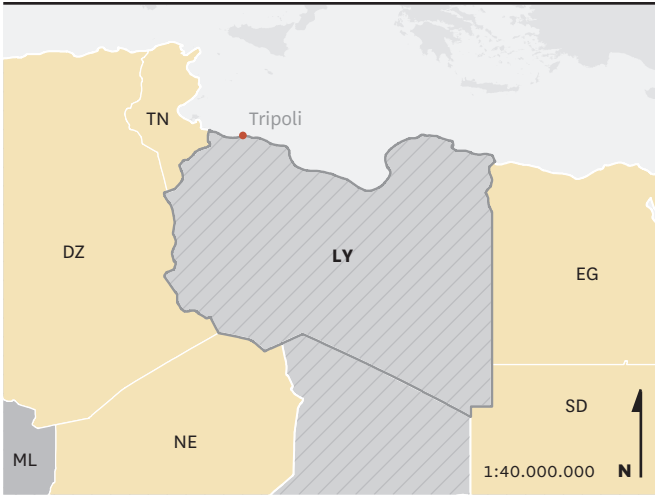 Tripoli
TN
DZ
LY
EG
SD
NE
ML
1:40.000.000 N